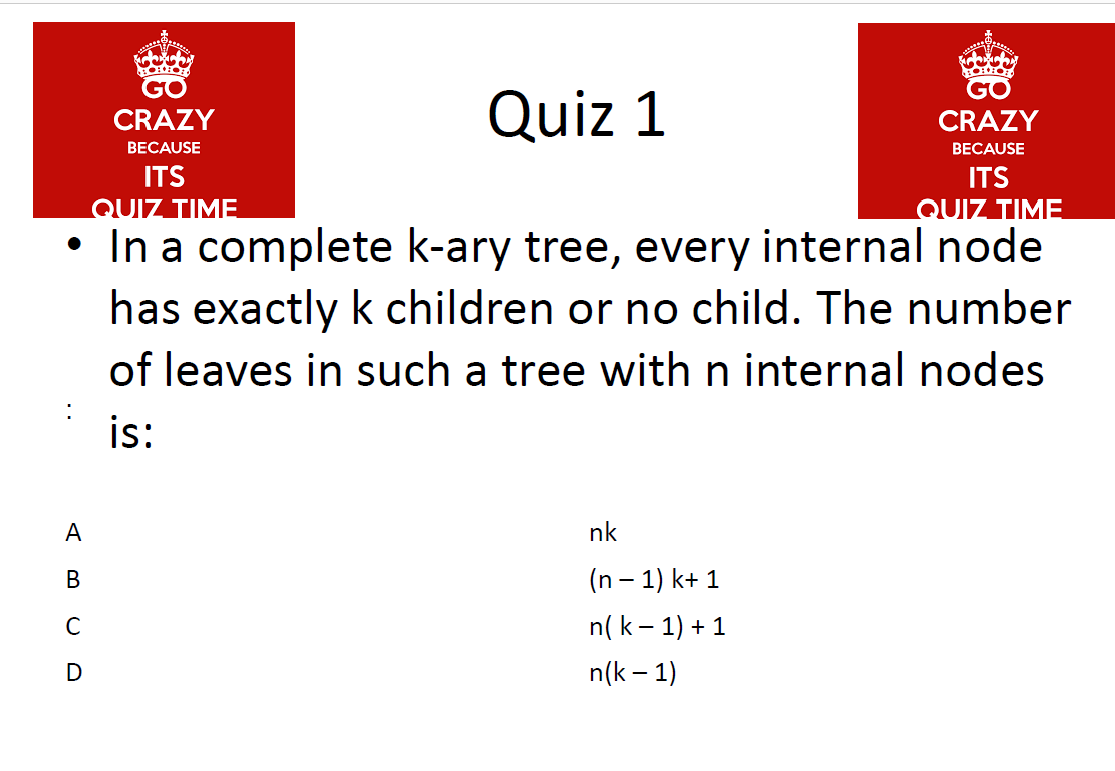 GO
CRAZY
BECAUSE
ITS
QUIZ TIME
Quiz 1
GO
CRAZY
BECAUSE
ITS
QUIZ TIME
• In a complete k-ary tree, every internal node
has exactly k children or no child. The number
of leaves in such a tree with n internal nodes
is:
:
A nk
B (n – 1) k+ 1
C n( k – 1) + 1
D n(k – 1)